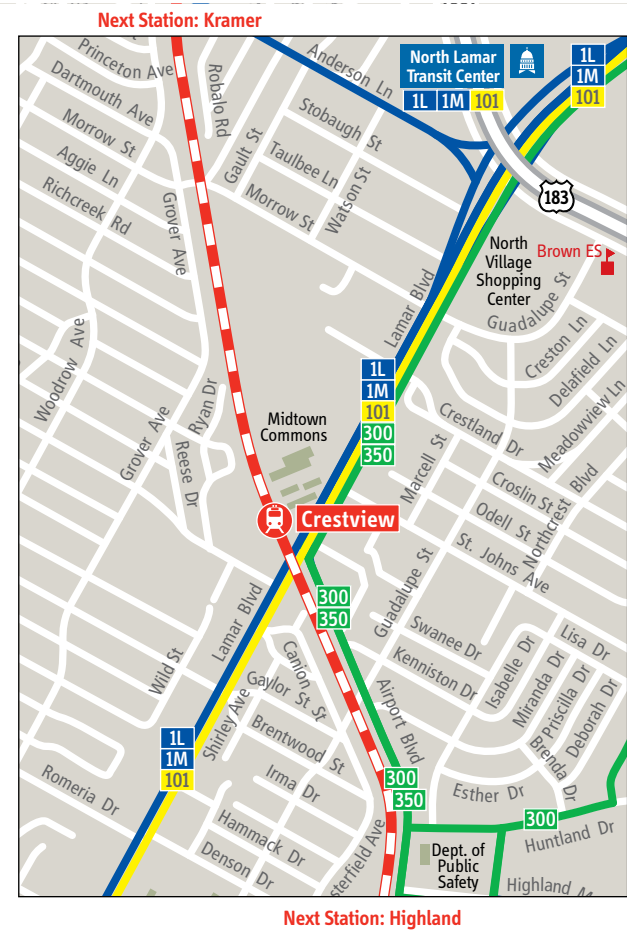 Next Station: Kramer
Princeton Ave
Dartmouth Ave
Morrow St
Aggie Ln
Richcreek Rd
Robalo Rd
Gault St
Grover Ave
Anderson Ln
Stobaugh St
Taulbee Ln
Morrow St
Watson St
North Lamar
Transit Center
1L 1M 101
1L
1M
101
183
North
Village
Shopping
Center
Brown ES
Guadalupe St
Creston Ln
Delafield Ln
Meadowview Ln
Lamar Blvd
Woodrow Ave
Grover Ave
Ryan Dr
Reese Dr
Midtown
Commons
1L
1M
101
300
350
Crestland Dr
Marcell St
Croslin St
Odell St
Northcrest Blvd
St. Johns Ave
Crestview
300
350
Guadalupe St
Swanee Dr
Kenniston Dr
Isabelle Dr
Lisa Dr
Miranda Dr
Priscilla Dr
Deborah Dr
Brenda Dr
Lamar Blvd
Wild St
Canion St
Gaylor St
Shirley Ave
Brentwood St
Airport Blvd
1L
1M
101
Irma Dr
300
350
Esther Dr
300
Huntland Dr
Romeria Dr
Hammack Dr
Denson Dr
sterfield Ave
Dept. of
Public
Safety
Highland M
Next Station: Highland